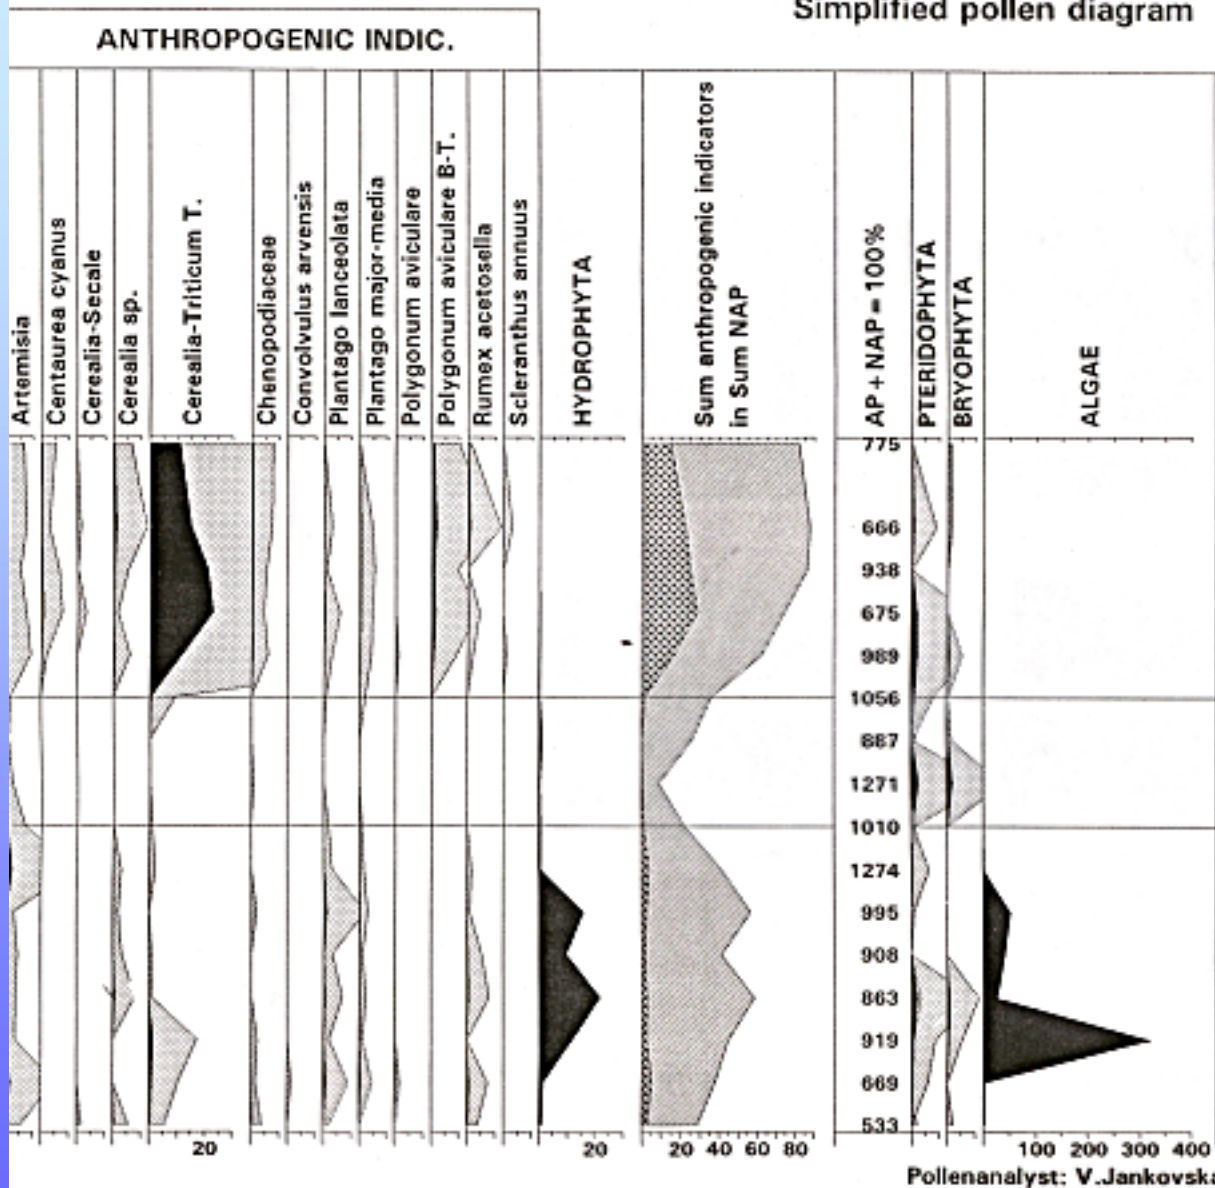 Simplified pollen diagram
ANTHROPOGENIC INDIC.
Artemisia
Centaurea cyanus
Cerealia-Secale
Cerealia sp.
Cerealia-Triticum T.
Chenopodiaceae
Convolvulus arvensis
Plantago lanceolata
Plantago major-media
Polygonum aviculare
Polygonum aviculare B-T.
Rumex acetosella
Scleranthus annuus
HYDROPHYTA
Sum anthropogenic indicators
in Sum NAP
AP + NAP = 100%
PTERIDOPHYTA
BRYOPHYTA
ALGAE
775
666
938
675
989
1056
887
1271
1010
1274
995
908
863
919
669
533
20
20
20 40 60 80
100 200 300 400
Pollenanalyst: V.Jankovska